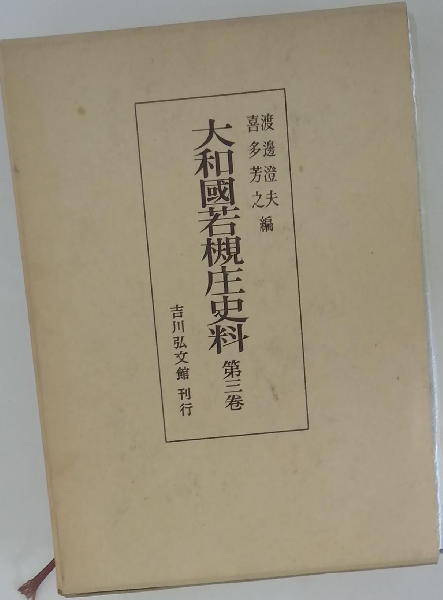 渡邊澄夫
喜多芳之 編
大和國若槻庄史料 第三卷
吉川弘文館 刊行